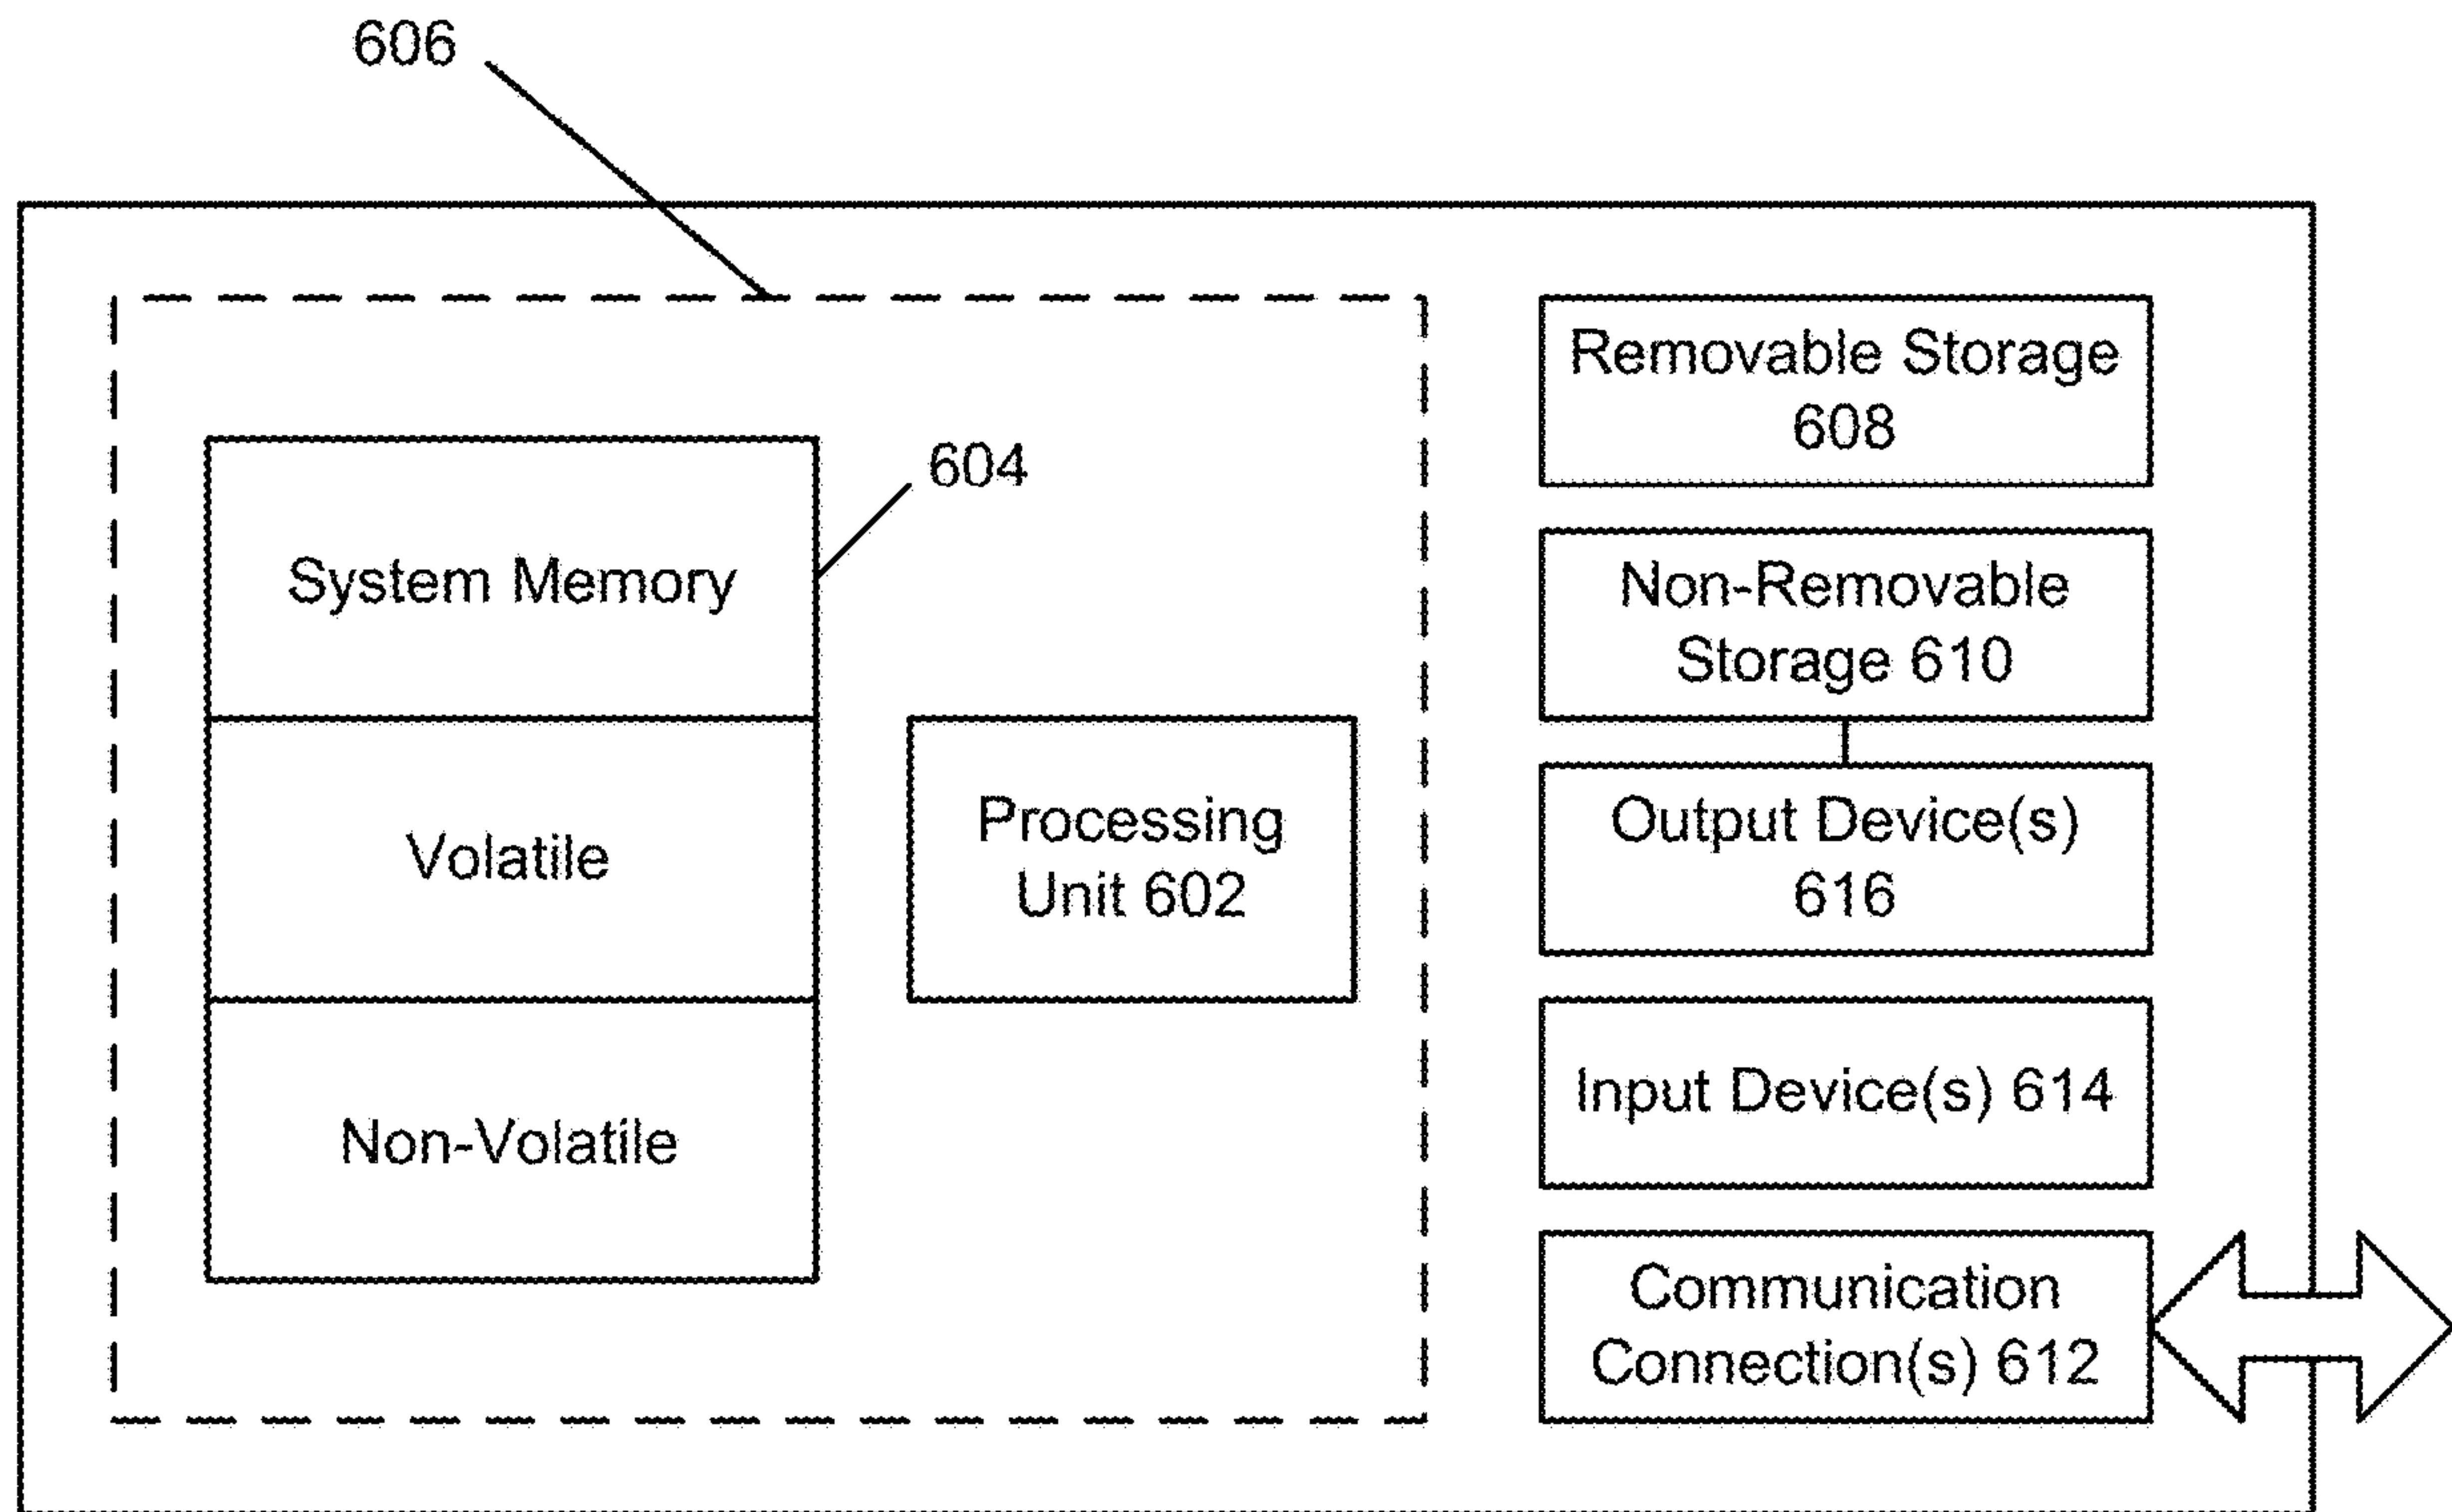 606
604
System Memory
Volatile
Non-Volatile
Processing
Unit 602
Removable Storage
608
Non-Removable
Storage 610
Output Device(s)
616
Input Device(s) 614
Communication
Connection(s) 612